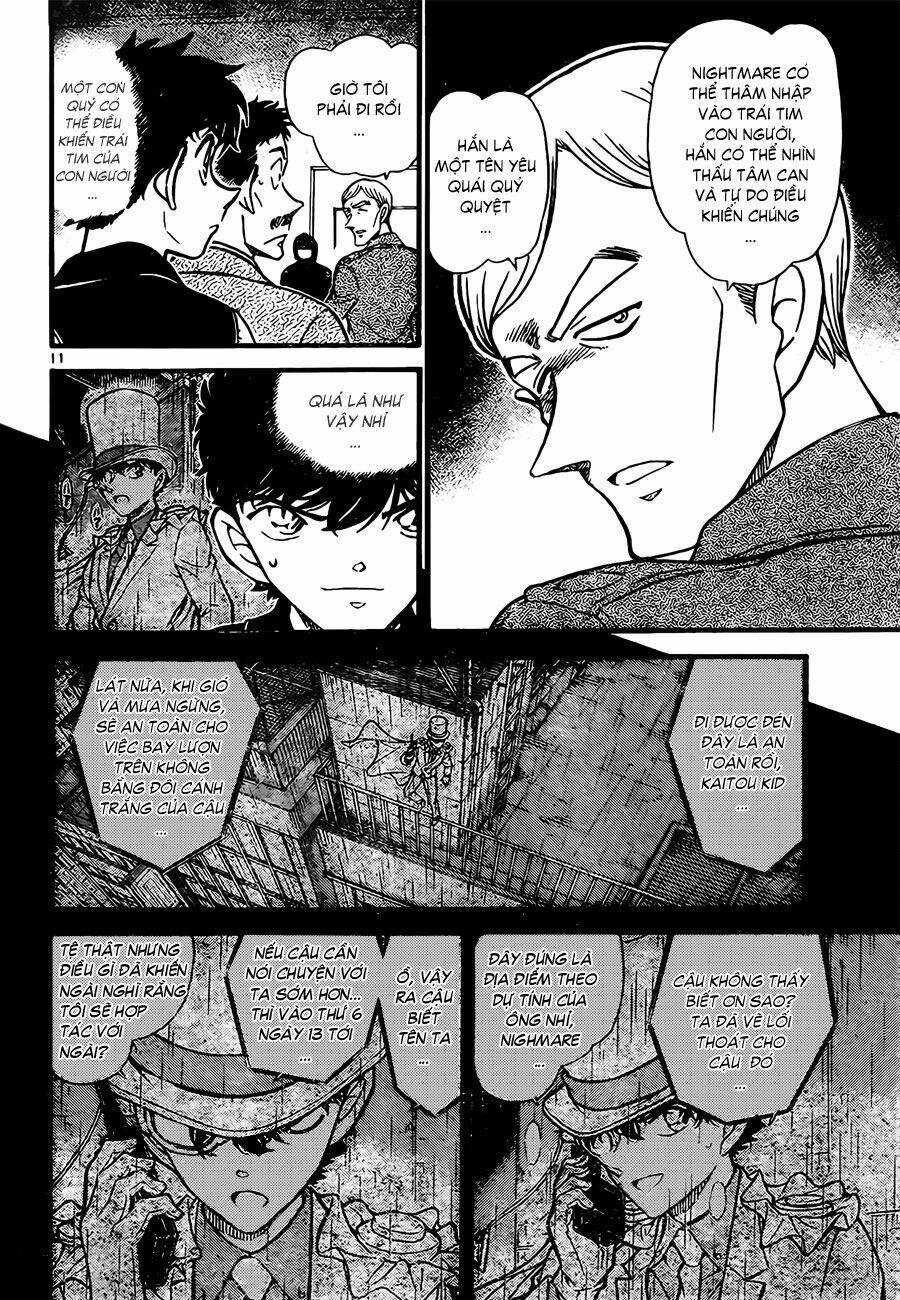 NIGHTMARE CÓ
THỂ THÂM NHẬP
VÀO TRÁI TIM
CON NGƯỜI,
HẮN CÓ THỂ NHÌN
THẤU TÂM CAN
VÀ TỰ DO ĐIỀU
KHIỂN CHÚNG
...
HẮN LÀ
MỘT TÊN YÊU
QUÁI QUỶ
QUYỆT
...
GIỜ TÔI
PHẢI ĐI RỒI
...
MỘT CON
QUỶ CÓ
THỂ ĐIỀU
KHIỂN TRÁI
TIM CỦA
CON NGƯỜI
...
11
QUẢ LÀ NHƯ
VẬY NHỈ
...
ĐI ĐƯỢC ĐẾN
ĐÂY LÀ AN
TOÀN RỒI,
KAITOU KID
...
LÁT NỮA, KHI GIÓ
VÀ MƯA NGỪNG,
SẼ AN TOÀN CHO
VIỆC BAY LƯỢN
TRÊN KHÔNG
BẰNG ĐÔI CÁNH
TRẮNG CỦA CẬU
...
CẬU KHÔNG THẤY
BIẾT ƠN SAO?
TA ĐÃ VẼ LỐI
THOÁT CHO
CẬU ĐÓ
...
ĐÂY ĐÚNG LÀ
ĐỊA ĐIỂM THEO
DỰ TÍNH CỦA
ÔNG NHỈ,
NIGHMARE
...
Ồ, VẬY
RA CẬU
BIẾT
TÊN TA
...
NẾU CẬU CẦN
NÓI CHUYỆN VỚI
TA SỚM HƠN...
THÌ VÀO THỨ 6
NGÀY 13 TỚI
...
TỆ THẬT NHƯNG
ĐIỀU GÌ ĐÃ KHIẾN
NGÀI NGHĨ RẰNG
TÔI SẼ HỢP
TÁC VỚI
NGÀI?